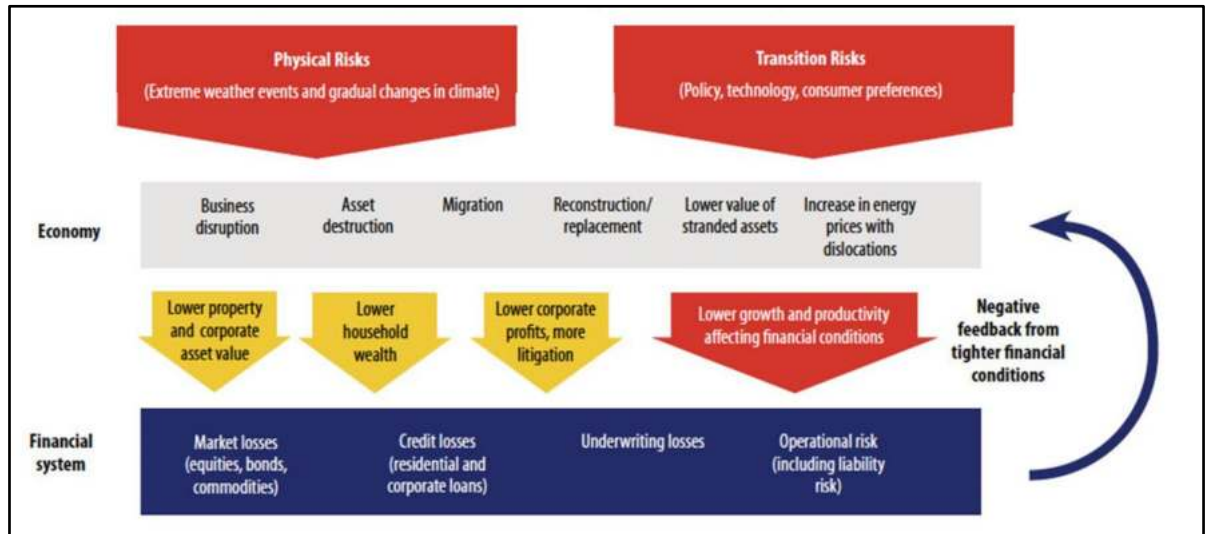 Physical Risks
(Extreme weather events and gradual changes in climate)
Transition Risks
(Policy, technology, consumer preferences)
Economy
Business
disruption
Asset
destruction
Migration
Reconstruction/
replacement
Lower value of
stranded assets
Increase in energy
prices with
dislocations
Lower property
and corporate
asset value
Lower
household
wealth
Lower corporate
profits, more
litigation
Lower growth and productivity
affecting financial conditions
Negative
feedback from
tighter financial
conditions
Financial
system
Market losses
(equities, bonds,
commodities)
Credit losses
(residential and
corporate loans)
Underwriting losses
Operational risk
(including liability
risk)